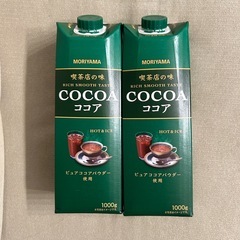 MORIYAMA
喫茶店の味
RICH SMOOTH TASTE
COCOA
ココア
HOT&ICE
ピュアココアパウダー
使用
1000g
MORIYAMA
喫茶店の味
RICH SMOOTH TASTE
COCOA
ココア
HOT&ICE
ピュアココアパウダー
使用
1000g